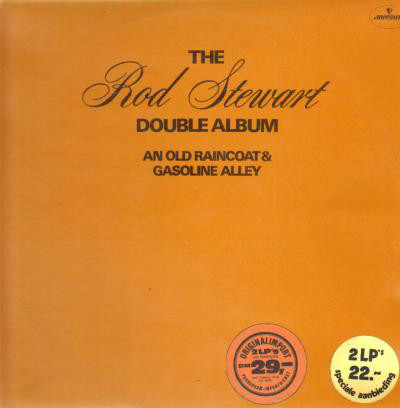 mercury
THE
Rod Stewart
DOUBLE ALBUM
AN OLD RAINCOAT &
GASOLINE ALLEY
ORIGINALIMPORT
2LP's
DM 29,-
2 LP's
22.~
speciale aanbieding